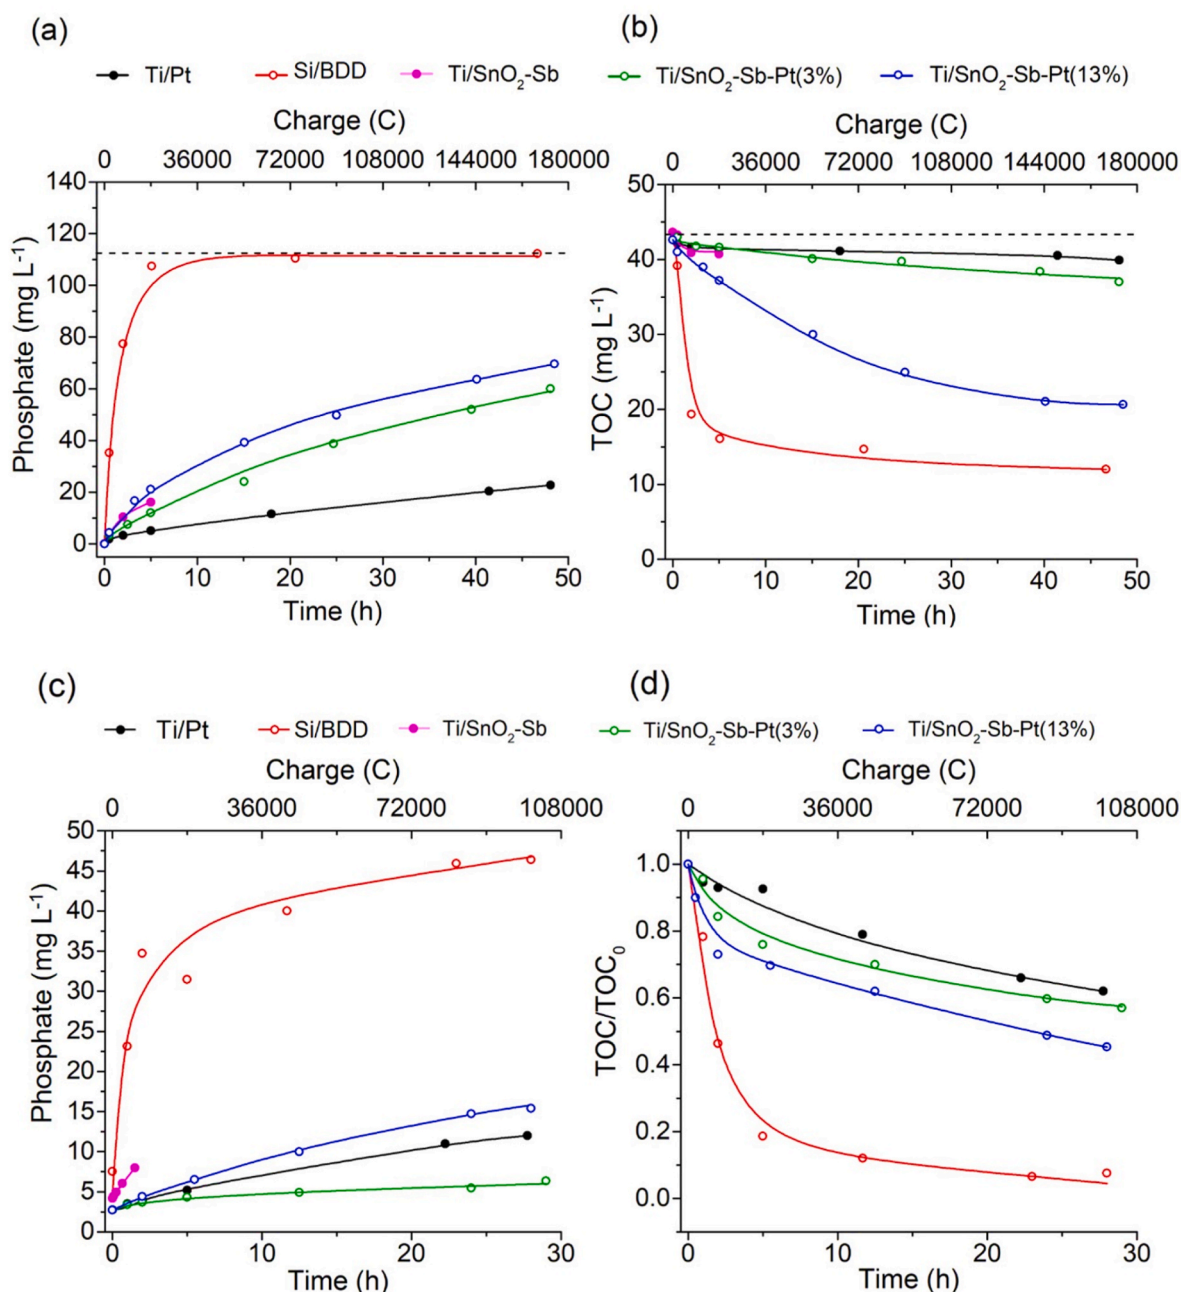 (a)
(b)
Ti/Pt Si/BDD Ti/SnO₂-Sb Ti/SnO₂-Sb-Pt(3%) Ti/SnO₂-Sb-Pt(13%)
Charge (C)
0 36000 72000 108000 144000 180000
140
120
100
80
60
40
20
0
Phosphate (mg L⁻¹)
0 10 20 30 40 50
Time (h)
Charge (C)
0 36000 72000 108000 144000 180000
50
40
30
20
10
0
TOC (mg L⁻¹)
0 10 20 30 40 50
Time (h)
(c)
(d)
Ti/Pt Si/BDD Ti/SnO₂-Sb Ti/SnO₂-Sb-Pt(3%) Ti/SnO₂-Sb-Pt(13%)
Charge (C)
0 36000 72000 108000
50
45
40
35
30
25
20
15
10
5
0
Phosphate (mg L⁻¹)
0 10 20 30
Time (h)
Charge (C)
0 36000 72000 108000
1.0
0.8
0.6
0.4
0.2
0.0
TOC/TOC₀
0 10 20 30
Time (h)